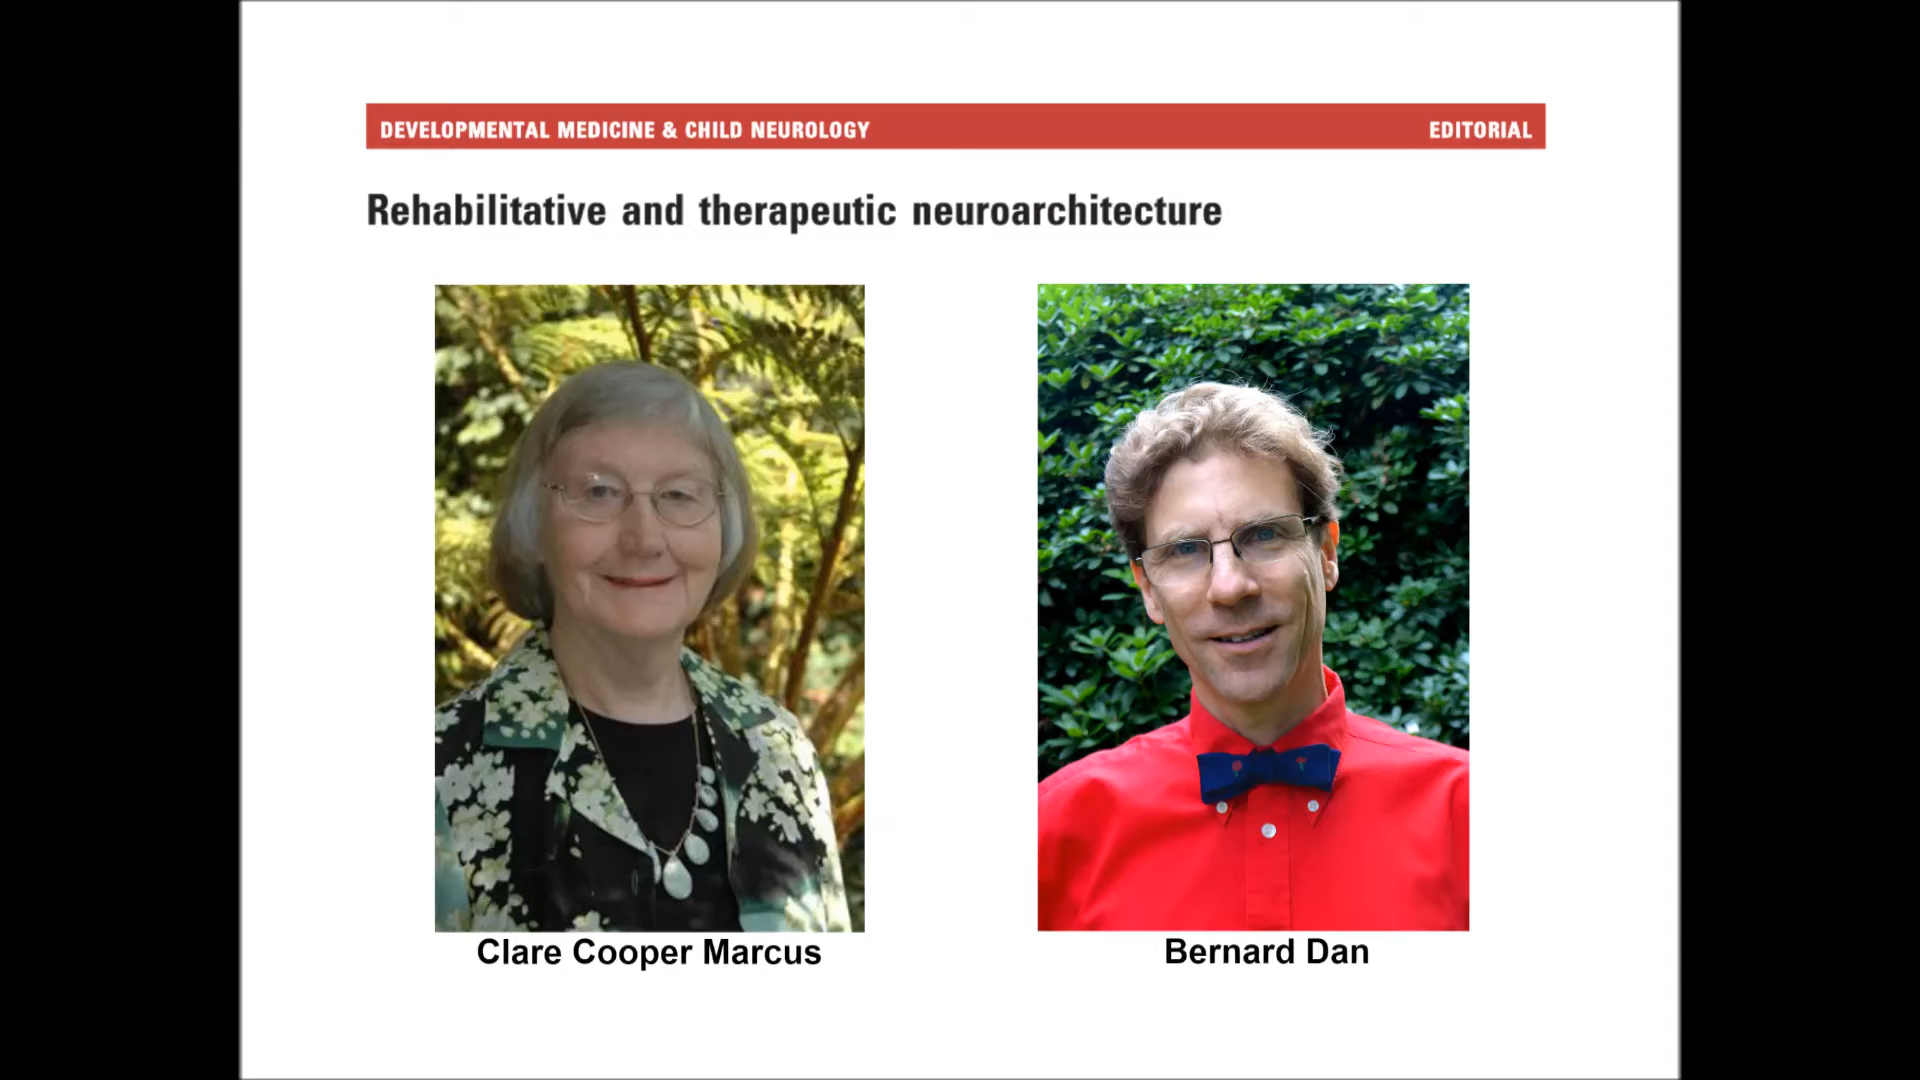 DEVELOPMENTAL MEDICINE & CHILD NEUROLOGY EDITORIAL
Rehabilitative and therapeutic neuroarchitecture
Clare Cooper Marcus
Bernard Dan